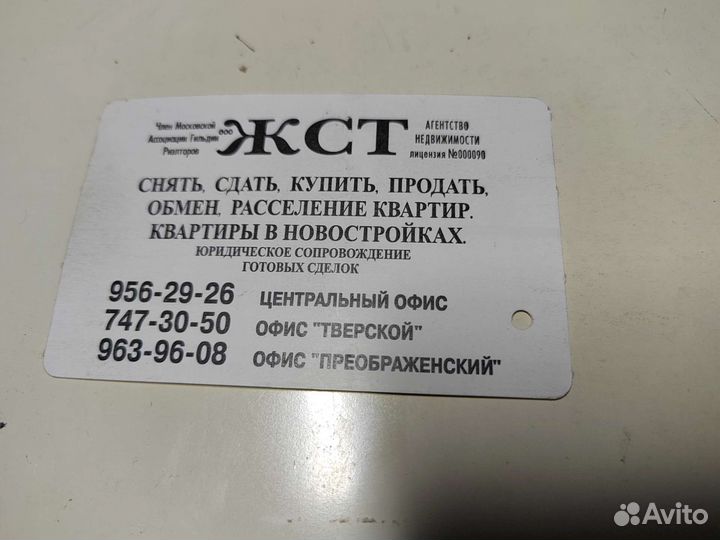 Член Московской
Ассоциации Гильдии
Риэлторов
ООО ЖСТ
АГЕНТСТВО
НЕДВИЖИМОСТИ
лицензия №000090
СНЯТЬ, СДАТЬ, КУПИТЬ, ПРОДАТЬ,
ОБМЕН, РАССЕЛЕНИЕ КВАРТИР.
КВАРТИРЫ В НОВОСТРОЙКАХ.
ЮРИДИЧЕСКОЕ СОПРОВОЖДЕНИЕ
ГОТОВЫХ СДЕЛОК
956-29-26 ЦЕНТРАЛЬНЫЙ ОФИС
747-30-50 ОФИС "ТВЕРСКОЙ"
963-96-08 ОФИС "ПРЕОБРАЖЕНСКИЙ"
Avito